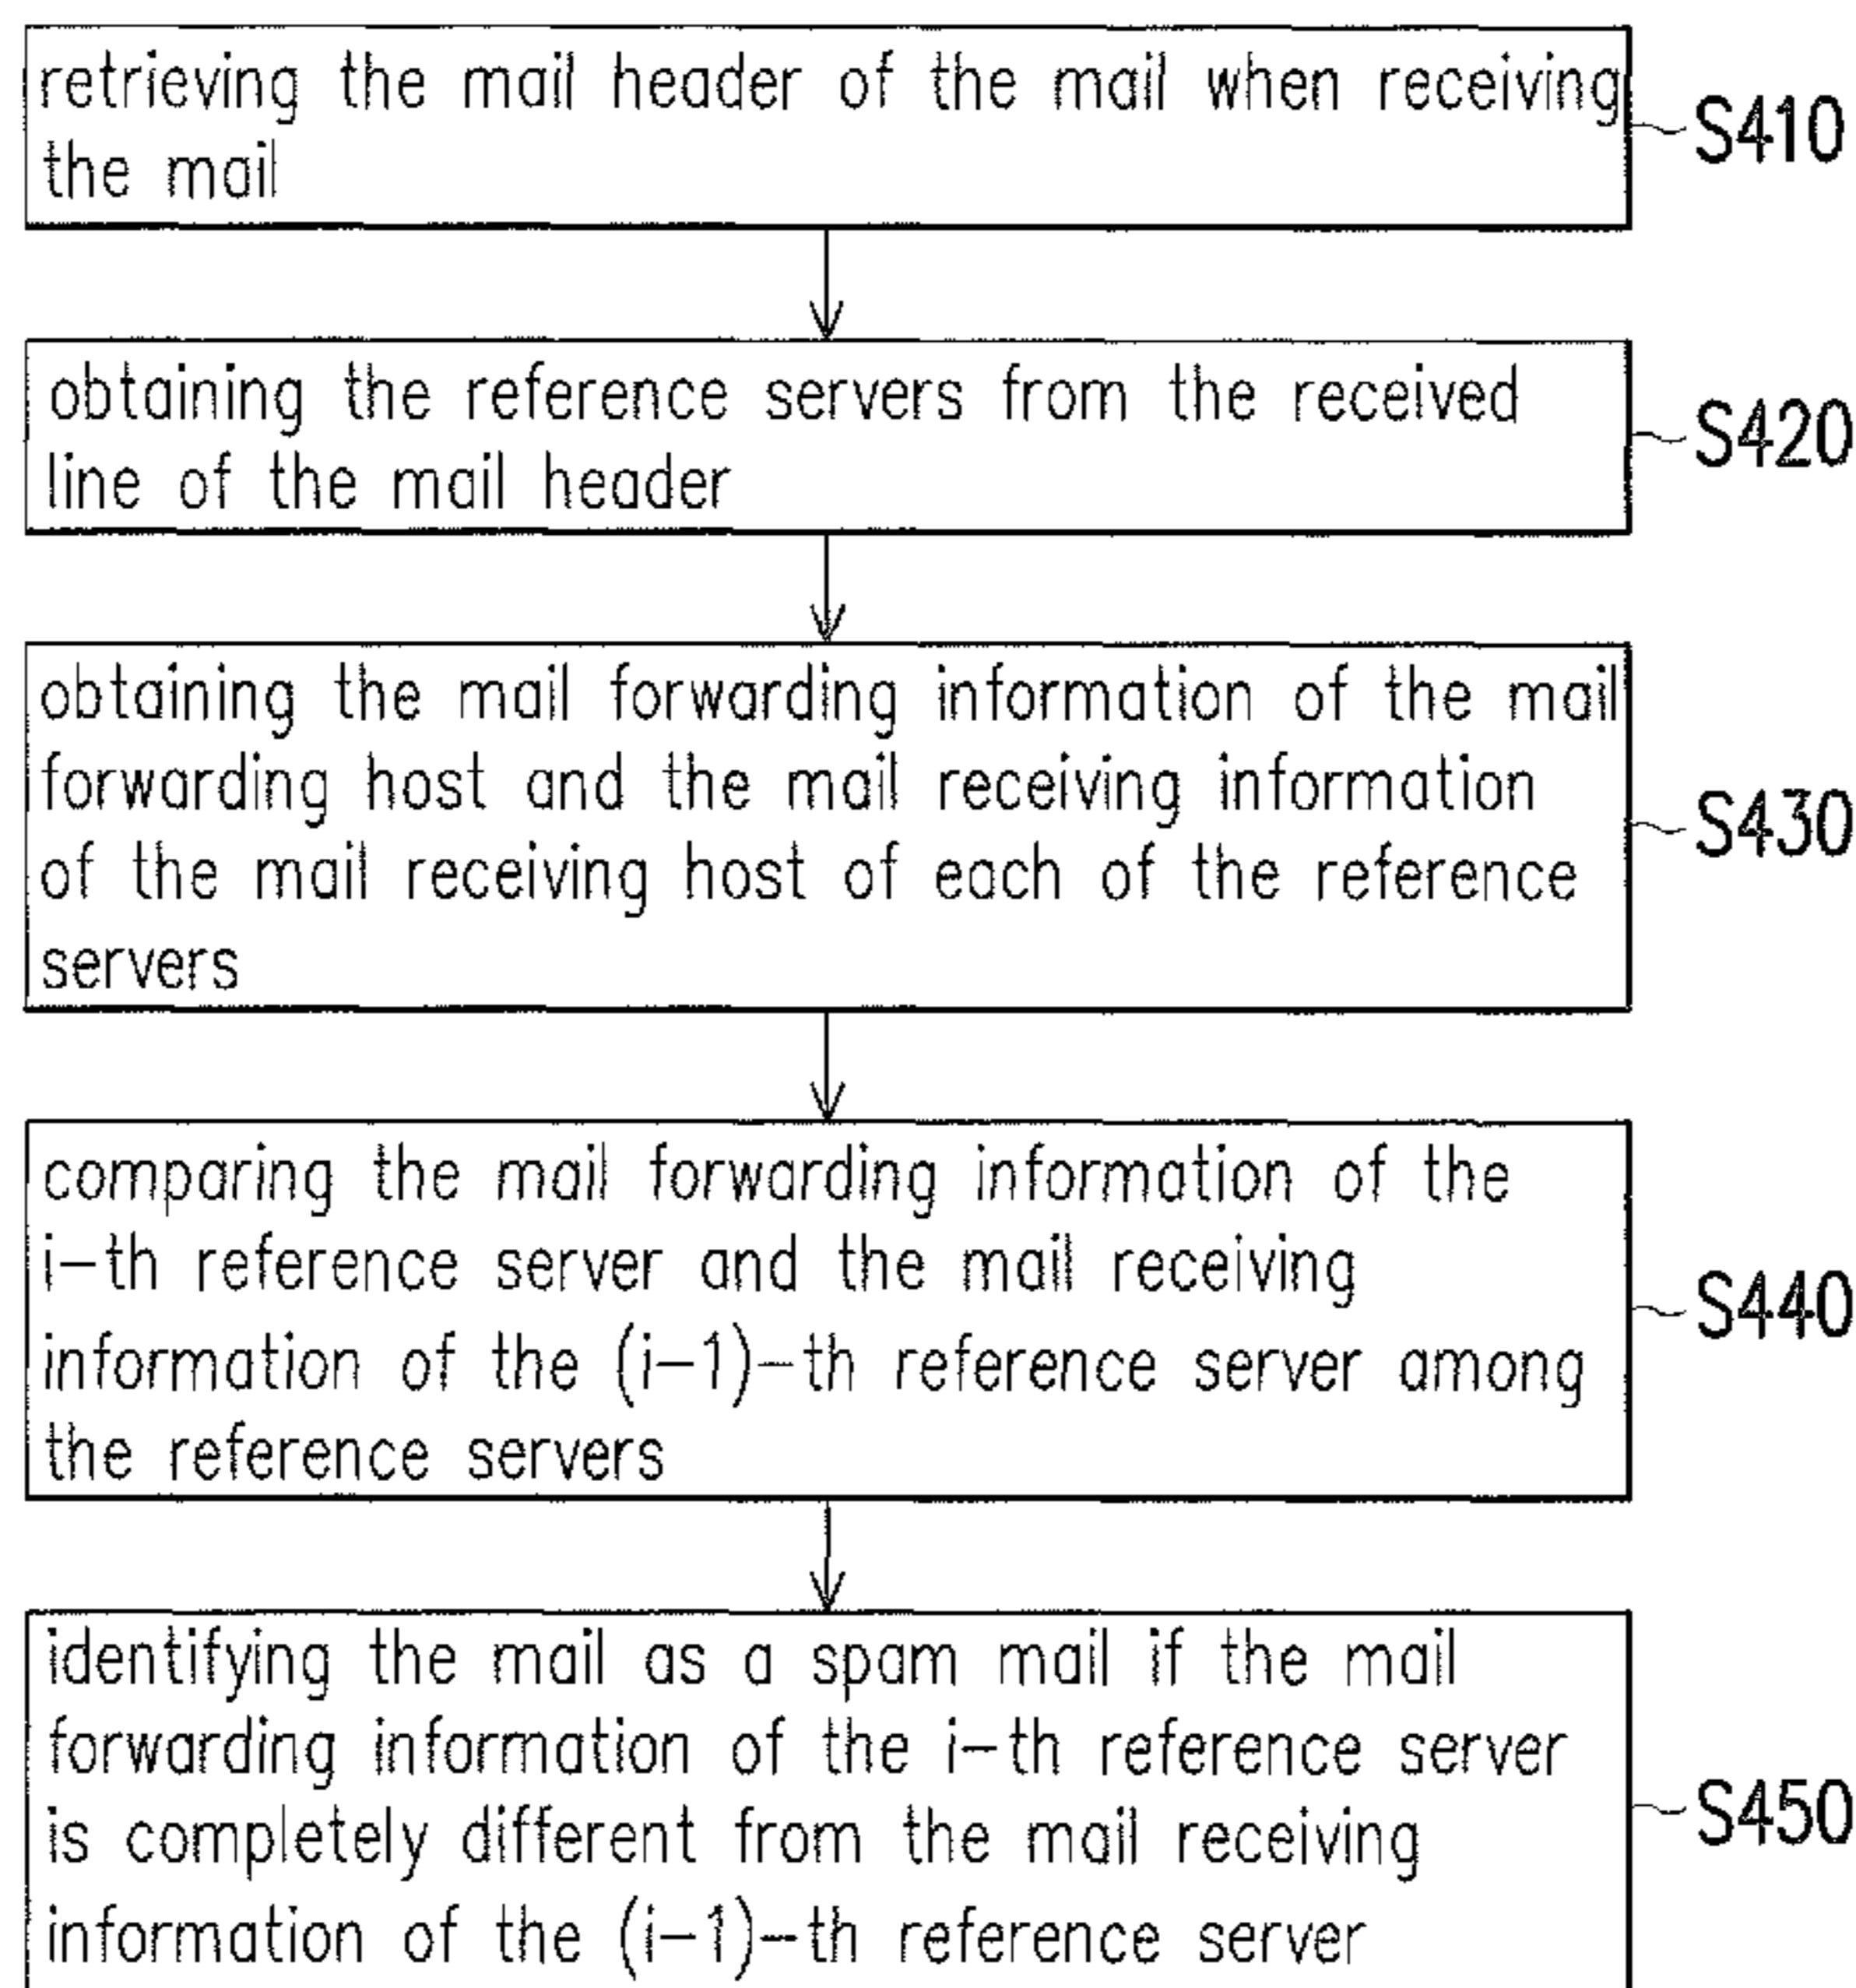 retrieving the mail header of the mail when receiving
the mail
S410
obtaining the reference servers from the received
line of the mail header
S420
obtaining the mail forwarding information of the mail
forwarding host and the mail receiving information
of the mail receiving host of each of the reference
servers
S430
comparing the mail forwarding information of the
i-th reference server and the mail receiving
information of the (i-1)-th reference server among
the reference servers
S440
identifying the mail as a spam mail if the mail
forwarding information of the i-th reference server
is completely different from the mail receiving
information of the (i-1)-th reference server
S450